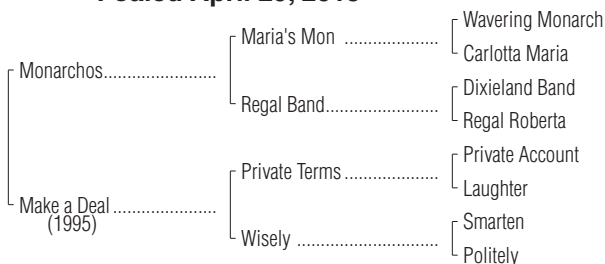 Wavering Monarch
Maria's Mon
Carlotta Maria
Monarchos
Dixieland Band
Regal Band
Regal Roberta
Private Account
Private Terms
Laughter
Make a Deal
(1995)
Smarten
Wisely
Politely